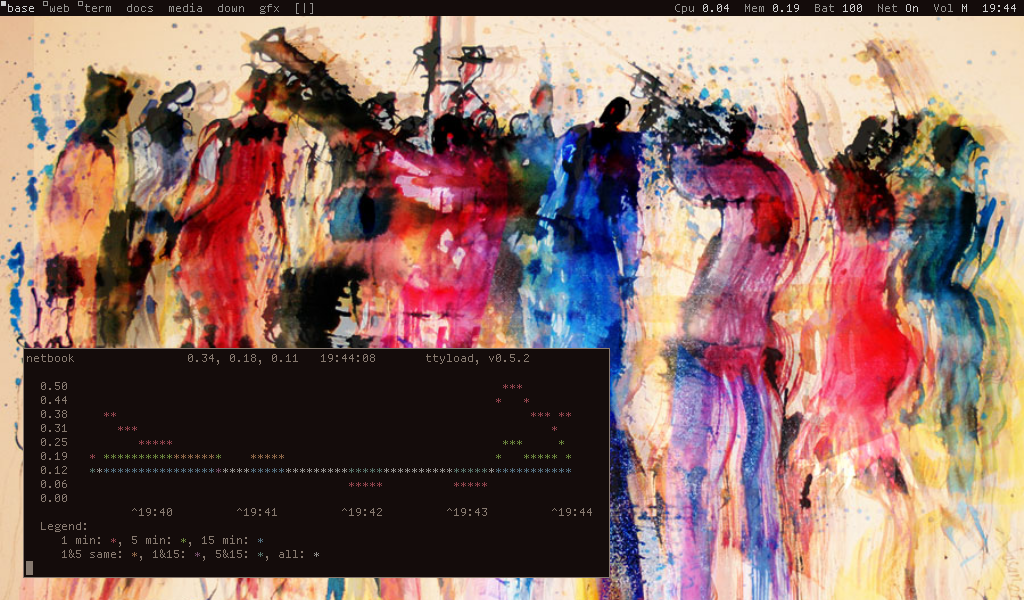 base web term docs media down gfx [|] Cpu 0.04 Mem 0.19 Bat 100 Net On Vol M 19:44
netbook 0.34, 0.18, 0.11 19:44:08 ttyload, v0.5.2
0.50 ***
0.44 * *
0.38 ** *** **
0.31 *** *
0.25 ***** *** *
0.19 * ***************** ***** * ***** *
0.12 *********************************************************************
0.06 ***** *****
0.00
^19:40 ^19:41 ^19:42 ^19:43 ^19:44
Legend:
1 min: *, 5 min: *, 15 min: *
1&5 same: *, 1&15: *, 5&15: *, all: *